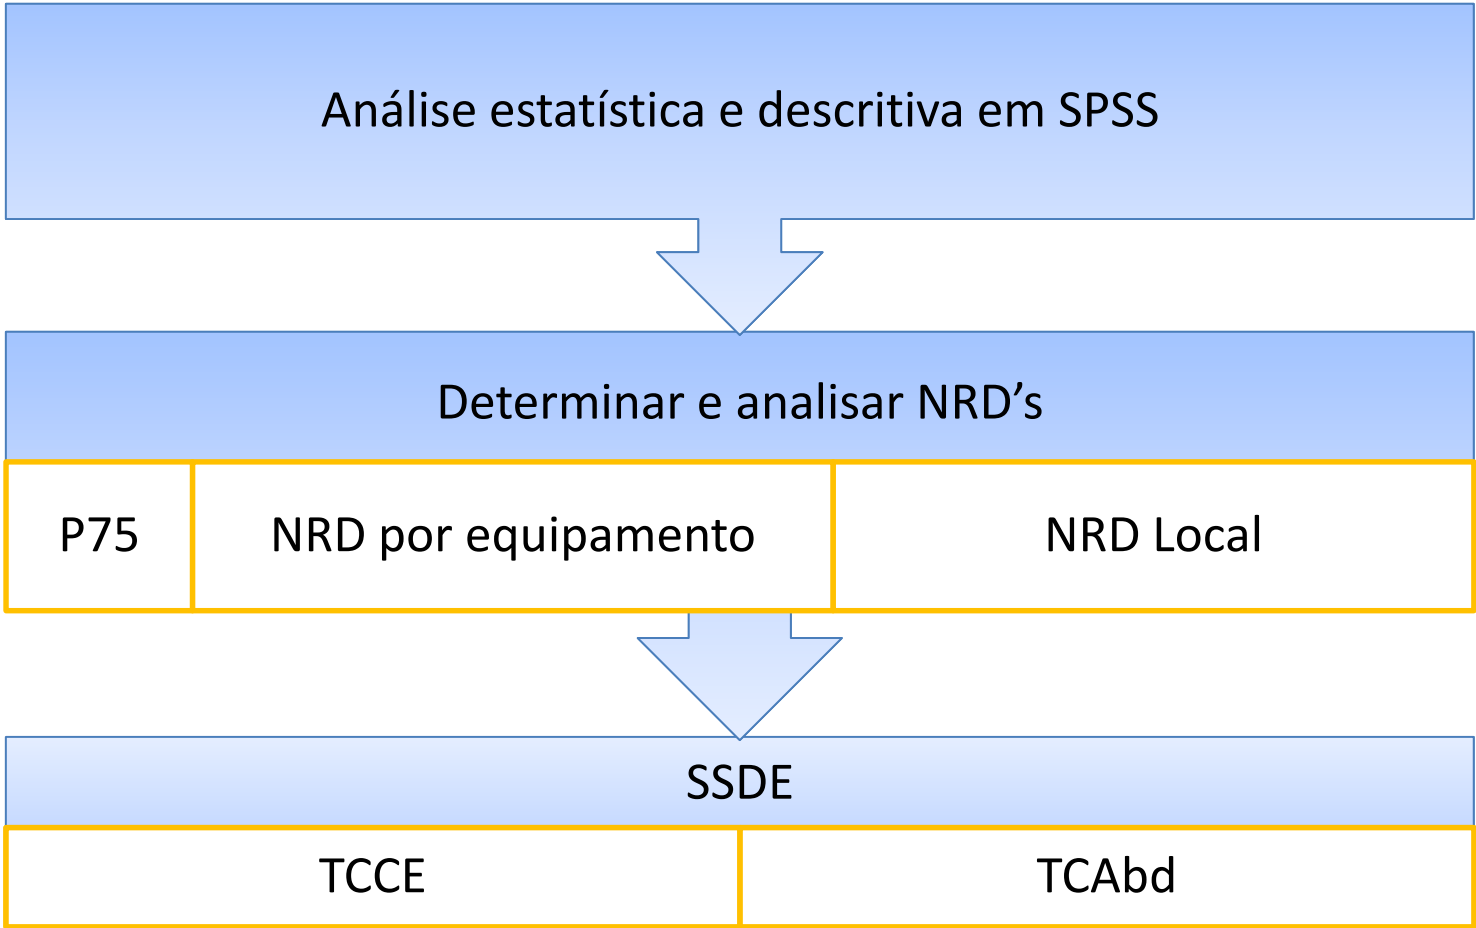 Análise estatística e descritiva em SPSS
Determinar e analisar NRD’s
P75
NRD por equipamento
NRD Local
SSDE
TCCE
TCAbd